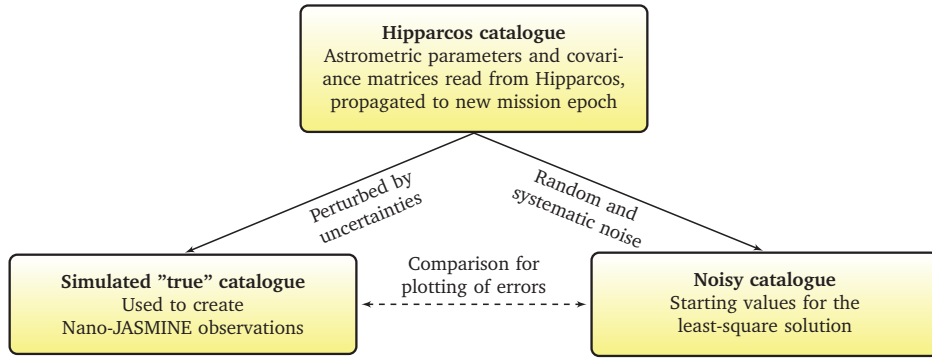 Hipparcos catalogue
Astrometric parameters and covari-
ance matrices read from Hipparcos,
propagated to new mission epoch
Perturbed by
uncertainties
Random and
systematic noise
Simulated ”true” catalogue
Used to create
Nano-JASMINE observations
Comparison for
plotting of errors
Noisy catalogue
Starting values for the
least-square solution